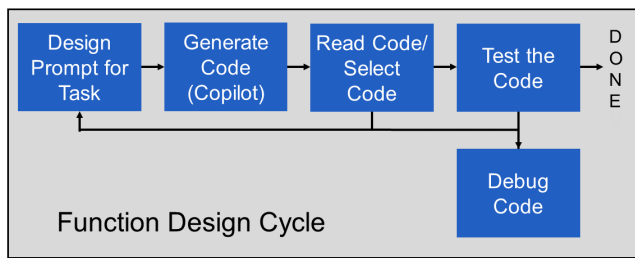 Design
Prompt for
Task
Generate
Code
(Copilot)
Read Code/
Select
Code
Test the
Code
D
O
N
E
Debug
Code
Function Design Cycle